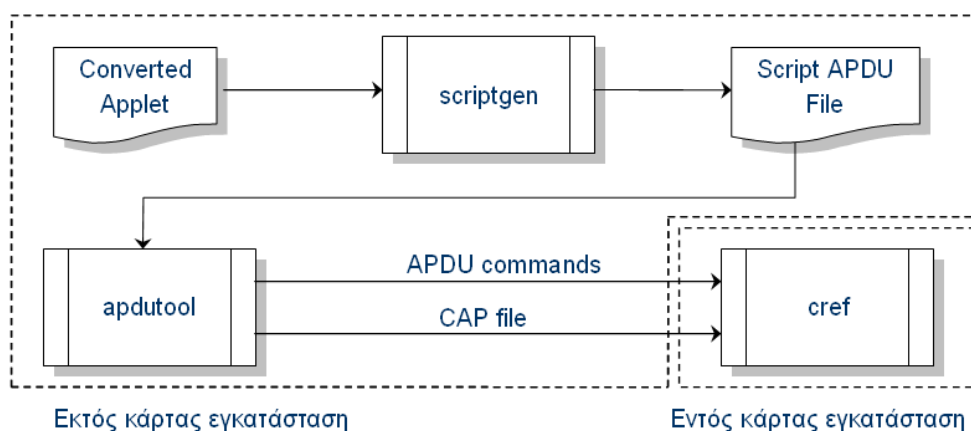 Converted
Applet
scriptgen
Script APDU
File
apdutool
APDU commands
CAP file
cref
Εκτός κάρτας εγκατάσταση
Εντός κάρτας εγκατάσταση